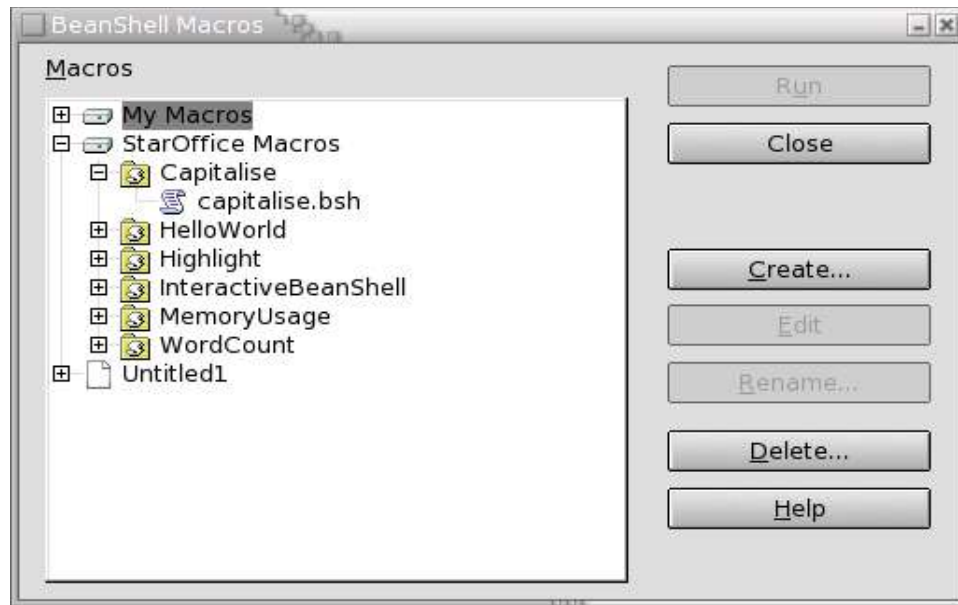 BeanShell Macros
Macros
My Macros
StarOffice Macros
Capitalise
capitalise.bsh
HelloWorld
Highlight
InteractiveBeanShell
MemoryUsage
WordCount
Untitled1
Run
Close
Create...
Edit
Rename...
Delete...
Help